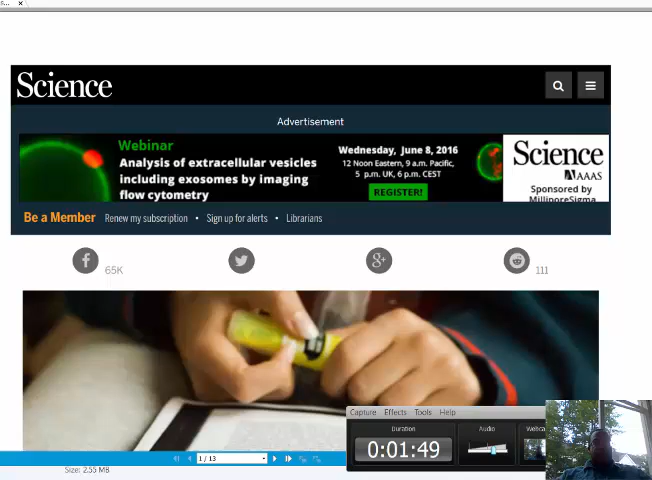 Science
Advertisement
Webinar
Analysis of extracellular vesicles
including exosomes by imaging
flow cytometry
Wednesday, June 8, 2016
12 Noon Eastern, 9 a.m. Pacific,
5 p.m. UK, 6 p.m. CEST
REGISTER!
Science
AAAS
Sponsored by
MilliporeSigma
Be a Member Renew my subscription • Sign up for alerts • Librarians
65K
111
Capture Effects Tools Help
Duration
Audio
Webca
0:01:49
1 / 13
Size: 2.55 MB